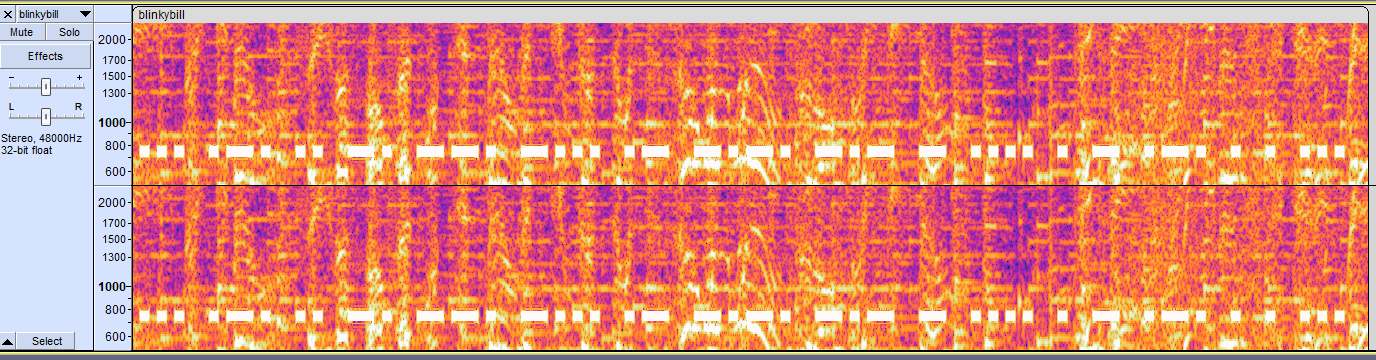 blinkybill
blinkybill
Mute Solo
Effects
- +
L R
Stereo, 48000Hz
32-bit float
Select
2000
1700
1500
1300
1000
800
600
2000
1700
1500
1300
1000
800
600